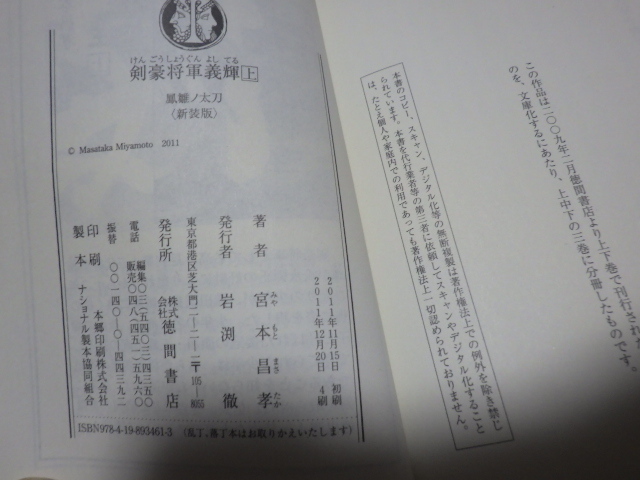 この作品は二〇〇九年二月徳間書店より上下巻で刊行された
のを、文庫化するにあたり、上中下の三巻に分冊したものです。
本書のコピー、スキャン、デジタル化等の無断複製は著作権法上での例外を除き禁じ
られています。本書を代行業者等の第三者に依頼してスキャンやデジタル化すること
は、たとえ個人や家庭内での利用であっても著作権法上一切認められておりません。
けんごうしょうぐんよしてる
剣豪将軍義輝 上
鳳雛ノ太刀
〈新装版〉
© Masataka Miyamoto 2011
2011年11月15日 初刷
2011年12月20日 4刷
著者 宮本昌孝
みやもとまさたか
発行者 岩渕徹
東京都港区芝大門二―二―一〒105-8055
発行所 株式会社徳間書店
電話 編集〇三(五四〇三)四三五〇
販売〇四八(四五一)五九六〇
振替 〇〇一四〇―〇―四四三九二
印刷 本郷印刷株式会社
製本 ナショナル製本協同組合
ISBN978-4-19-893461-3 (乱丁、落丁本はお取りかえいたします)